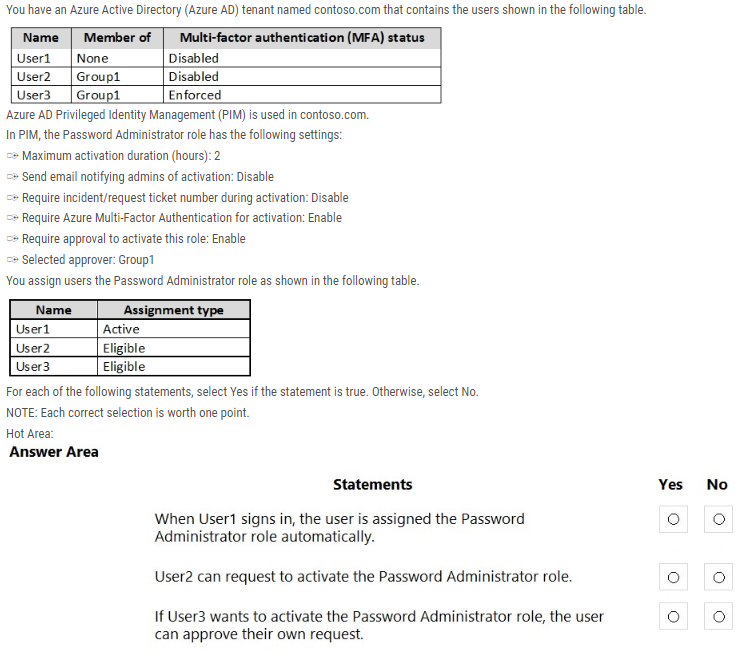 You have an Azure Active Directory (Azure AD) tenant named contoso.com that contains the users shown in the following table.
Name Member of Multi-factor authentication (MFA) status
User1 None Disabled
User2 Group1 Disabled
User3 Group1 Enforced
Azure AD Privileged Identity Management (PIM) is used in contoso.com.
In PIM, the Password Administrator role has the following settings:
Maximum activation duration (hours): 2
Send email notifying admins of activation: Disable
Require incident/request ticket number during activation: Disable
Require Azure Multi-Factor Authentication for activation: Enable
Require approval to activate this role: Enable
Selected approver: Group1
You assign users the Password Administrator role as shown in the following table.
Name Assignment type
User1 Active
User2 Eligible
User3 Eligible
For each of the following statements, select Yes if the statement is true. Otherwise, select No.
NOTE: Each correct selection is worth one point.
Hot Area:
Answer Area
Statements Yes No
When User1 signs in, the user is assigned the Password
Administrator role automatically.
User2 can request to activate the Password Administrator role.
If User3 wants to activate the Password Administrator role, the user
can approve their own request.